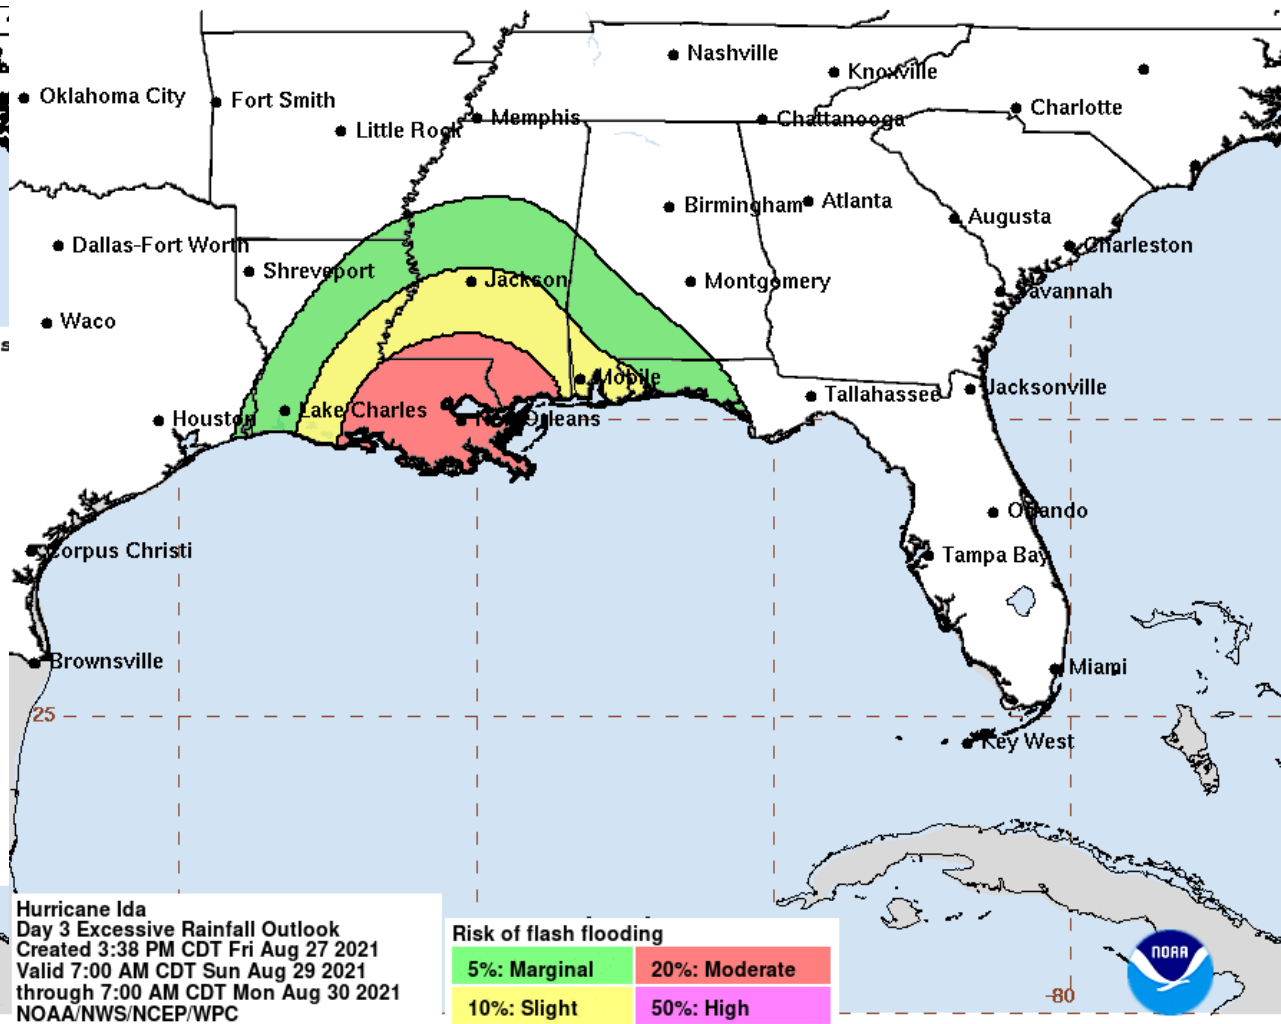 Nashville
Knoxville
Oklahoma City
Fort Smith
Charlotte
Memphis
Chattanooga
Little Rock
Birmingham
Atlanta
Augusta
Dallas-Fort Worth
Charleston
Shreveport
Jackson
Montgomery
Savannah
Waco
Mobile
Jacksonville
Tallahassee
Lake Charles
Houston
New Orleans
Orlando
Corpus Christi
Tampa Bay
Brownsville
Miami
25
Key West
Hurricane Ida
Day 3 Excessive Rainfall Outlook
Created 3:38 PM CDT Fri Aug 27 2021
Valid 7:00 AM CDT Sun Aug 29 2021
through 7:00 AM CDT Mon Aug 30 2021
NOAA/NWS/NCEP/WPC
Risk of flash flooding
5%: Marginal
20%: Moderate
10%: Slight
50%: High
NOAA
-80